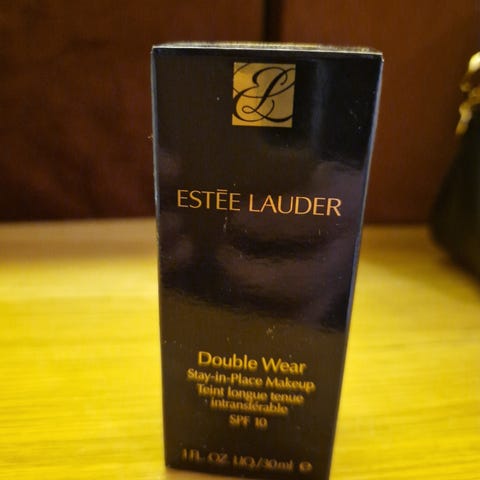 EL
ESTĒE LAUDER
Double Wear
Stay-in-Place Makeup
Teint longue tenue
intransférable
SPF 10
1 FL. OZ. LIQ./30ml ℮